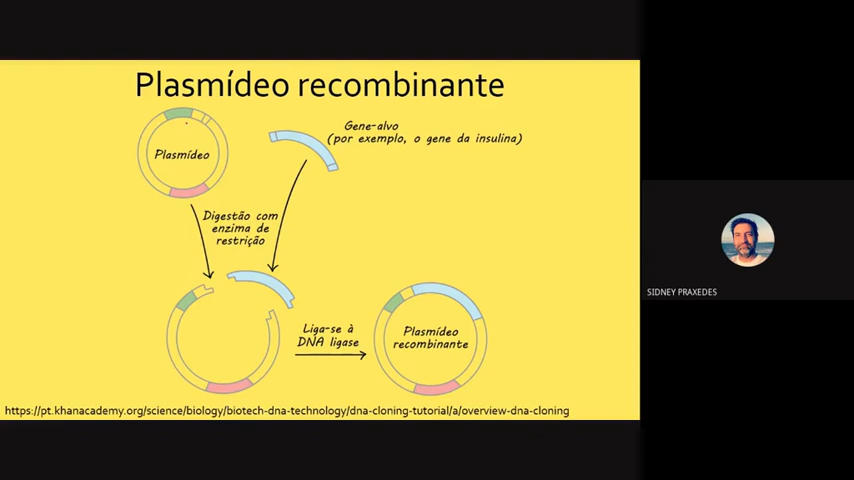 Plasmídeo recombinante
Gene-alvo
(por exemplo, o gene da insulina)
Plasmídeo
Digestão com
enzima de
restrição
Liga-se à
DNA ligase
Plasmídeo
recombinante
https://pt.khanacademy.org/science/biology/biotech-dna-technology/dna-cloning-tutorial/a/overview-dna-cloning
SIDNEY PRAXEDES